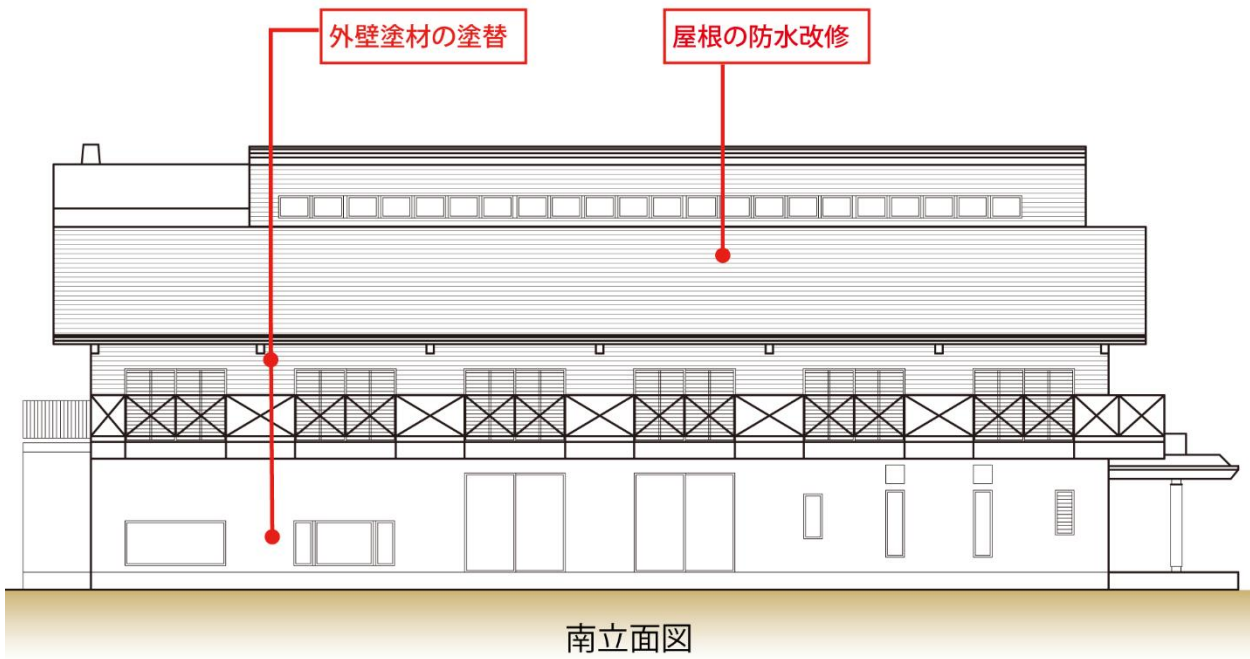 外壁塗材の塗替
屋根の防水改修
南立面図